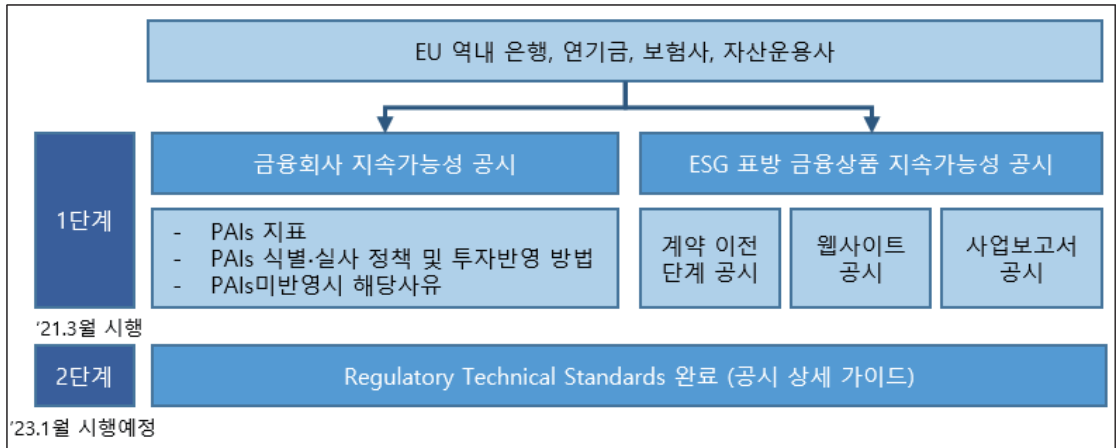 EU 역내 은행, 연기금, 보험사, 자산운용사
금융회사 지속가능성 공시
ESG 표방 금융상품 지속가능성 공시
1단계
- PAIs 지표
- PAIs 식별·실사 정책 및 투자반영 방법
- PAIs미반영시 해당사유
계약 이전
단계 공시
웹사이트
공시
사업보고서
공시
'21.3월 시행
2단계
Regulatory Technical Standards 완료 (공시 상세 가이드)
'23.1월 시행예정